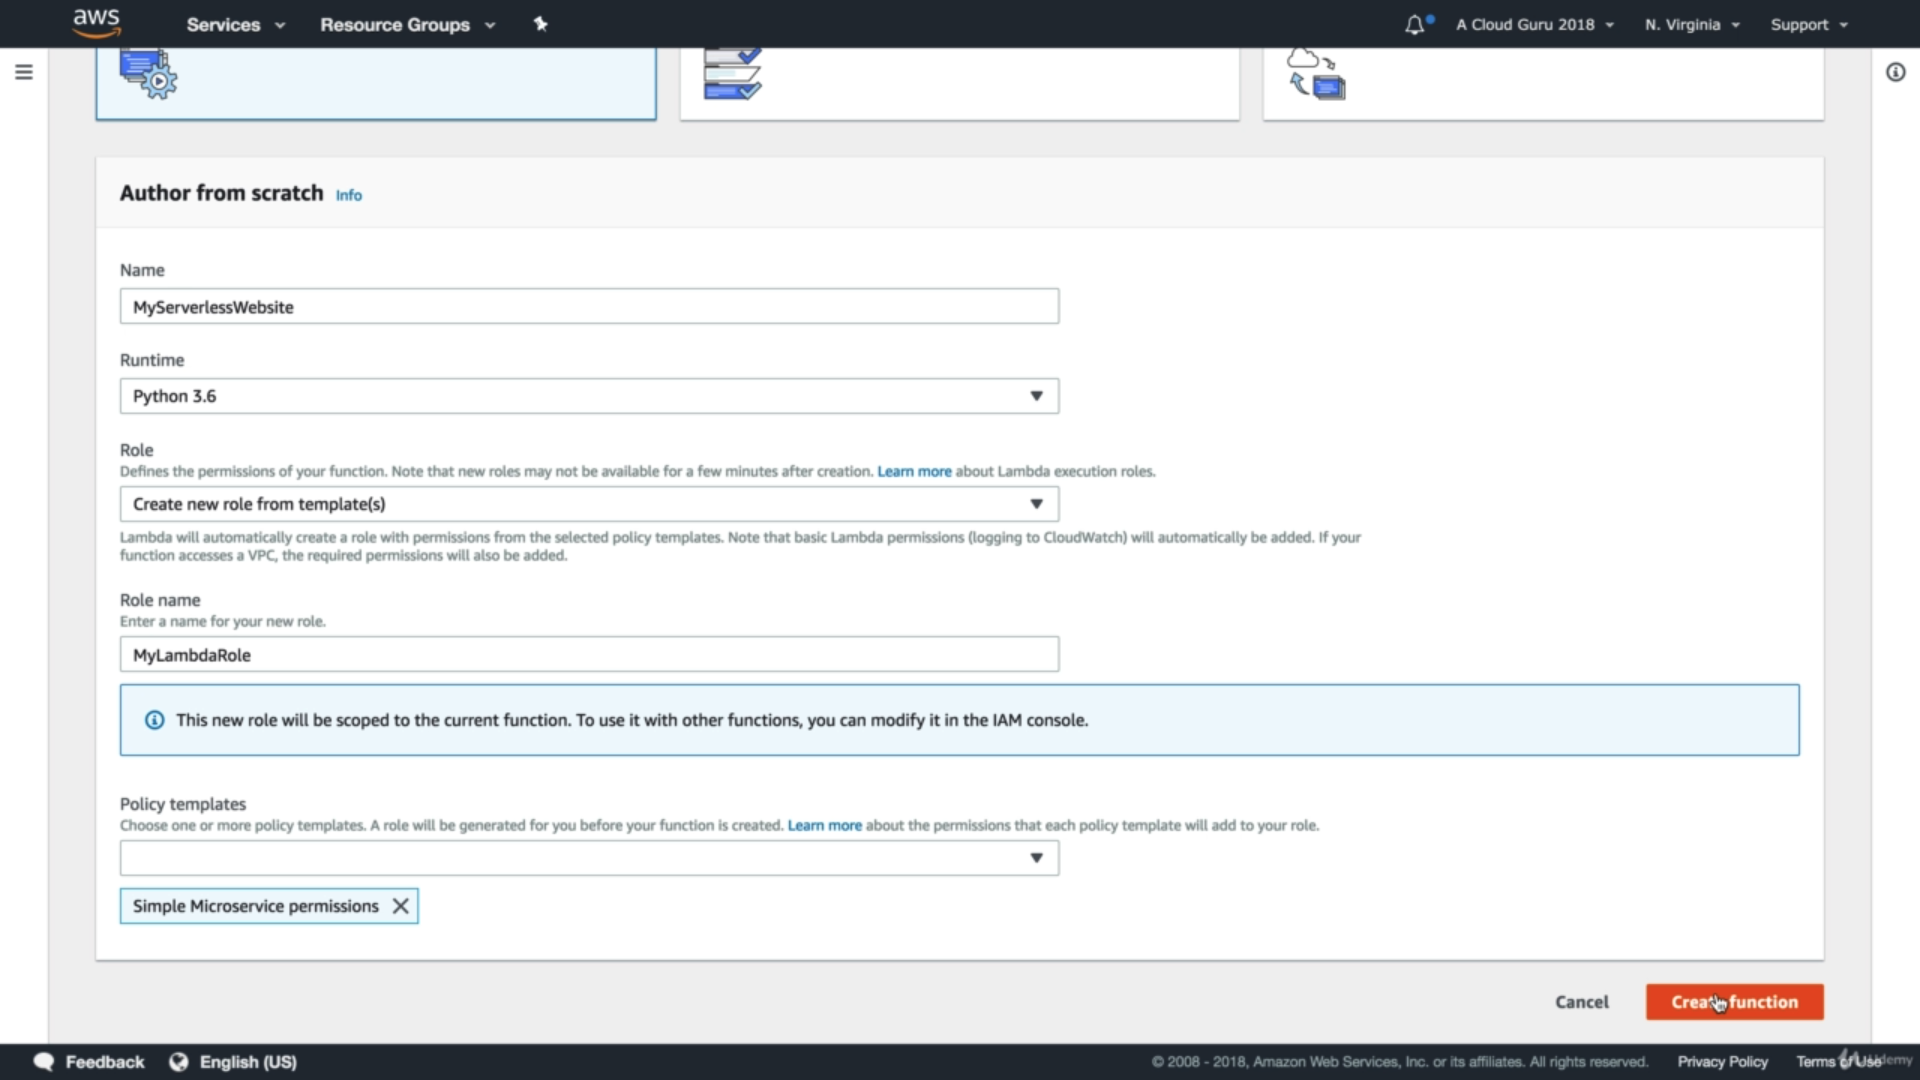 aws Services Resource Groups A Cloud Guru 2018 N. Virginia Support
Author from scratch Info
Name
MyServerlessWebsite
Runtime
Python 3.6
Role
Defines the permissions of your function. Note that new roles may not be available for a few minutes after creation. Learn more about Lambda execution roles.
Create new role from template(s)
Lambda will automatically create a role with permissions from the selected policy templates. Note that basic Lambda permissions (logging to CloudWatch) will automatically be added. If your
function accesses a VPC, the required permissions will also be added.
Role name
Enter a name for your new role.
MyLambdaRole
This new role will be scoped to the current function. To use it with other functions, you can modify it in the IAM console.
Policy templates
Choose one or more policy templates. A role will be generated for you before your function is created. Learn more about the permissions that each policy template will add to your role.
Simple Microservice permissions
Cancel Create function
Feedback English (US) © 2008 - 2018, Amazon Web Services, Inc. or its affiliates. All rights reserved. Privacy Policy Terms of Use